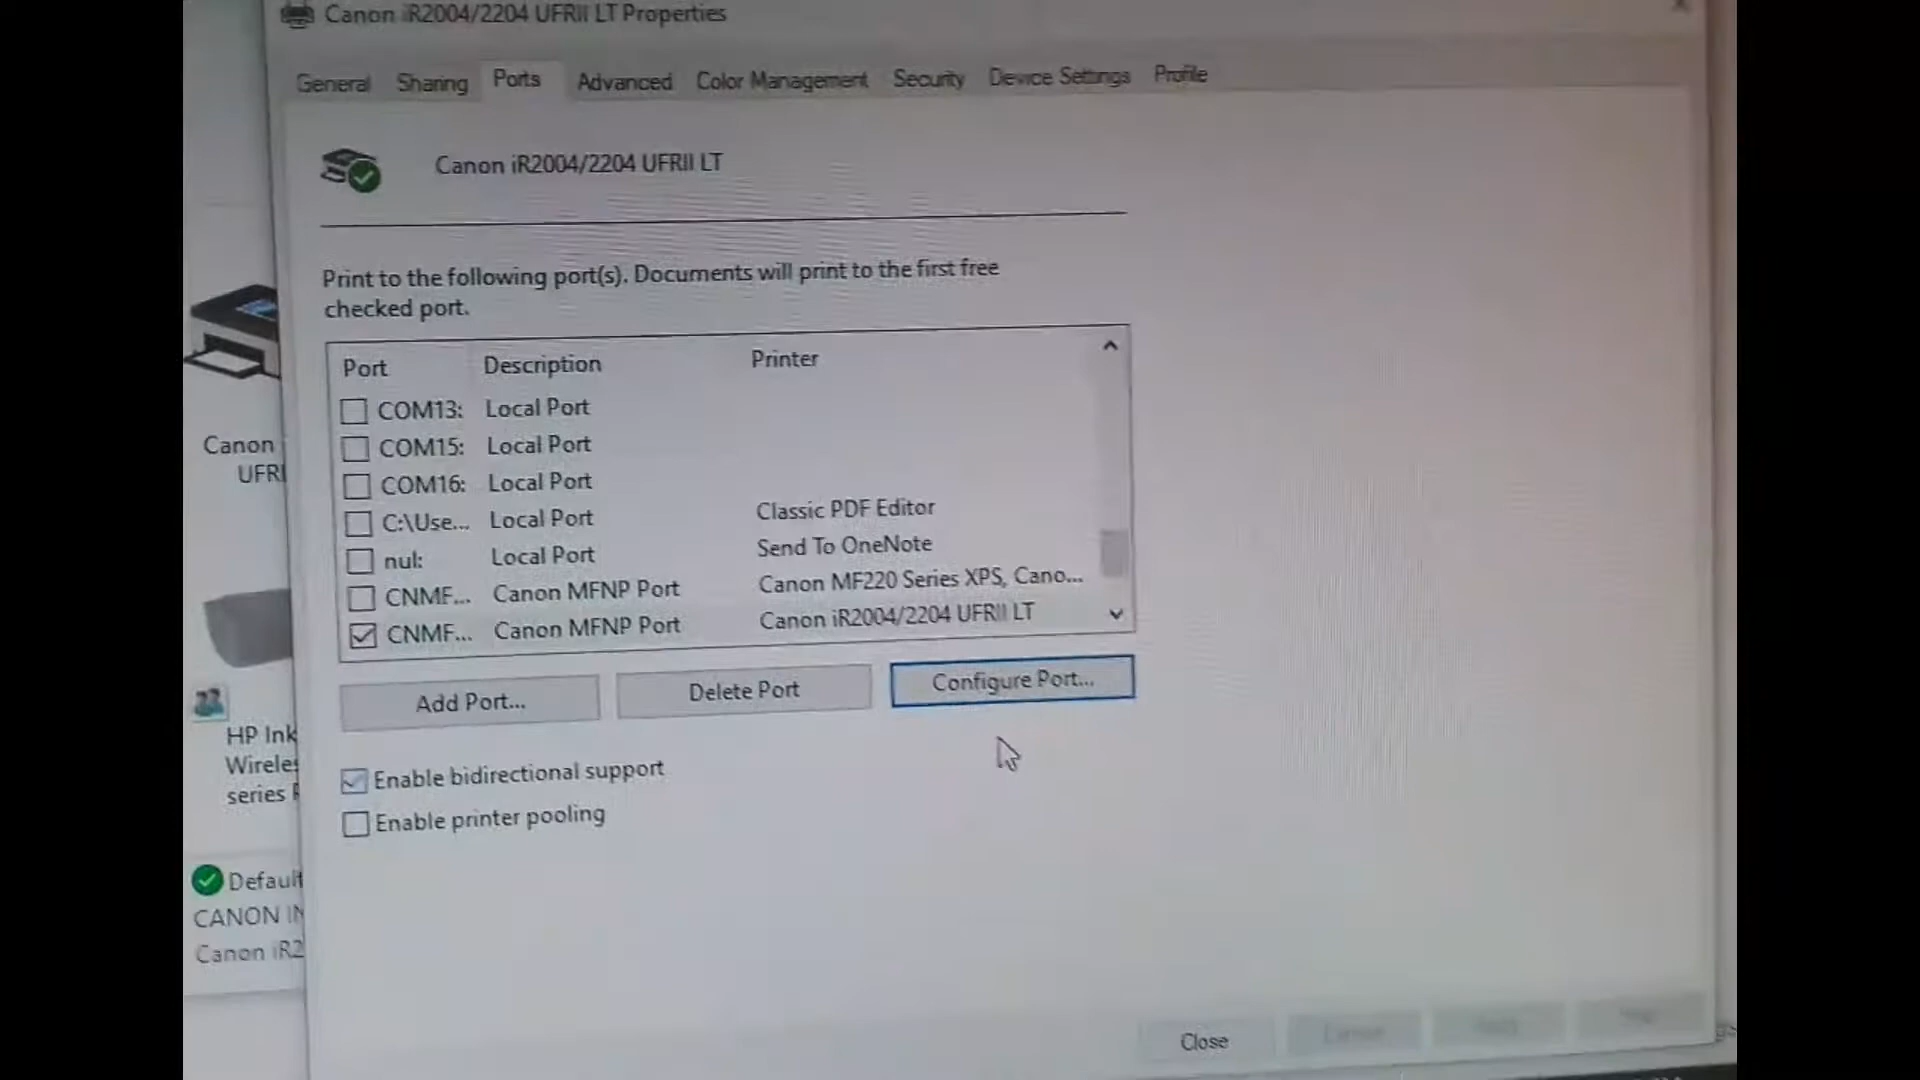 Canon iR2004/2204 UFRII LT Properties
General Sharing Ports Advanced Color Management Security Device Settings Profile
Canon iR2004/2204 UFRII LT
Print to the following port(s). Documents will print to the first free
checked port.
Port Description Printer
COM13: Local Port
COM15: Local Port
COM16: Local Port
C:\Use... Local Port Classic PDF Editor
nul: Local Port Send To OneNote
CNMF... Canon MFNP Port Canon MF220 Series XPS, Cano...
CNMF... Canon MFNP Port Canon iR2004/2204 UFRII LT
Add Port... Delete Port Configure Port...
Enable bidirectional support
Enable printer pooling
Close
Canon
UFRI
HP Ink
Wireles
series
Default
CANON IN
Canon iR2